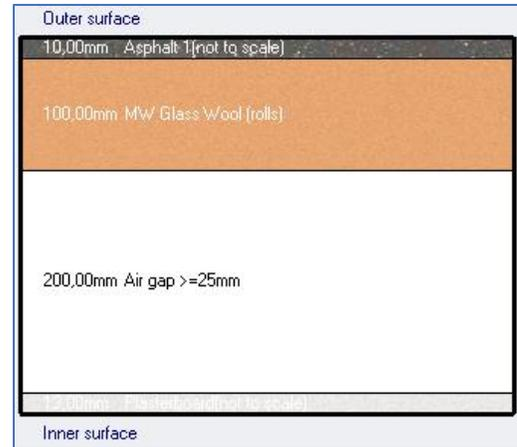 Outer surface
10,00mm Asphalt 1(not to scale)
100,00mm MW Glass Wool (rolls)
200,00mm Air gap >=25mm
13,00mm Plasterboard(not to scale)
Inner surface